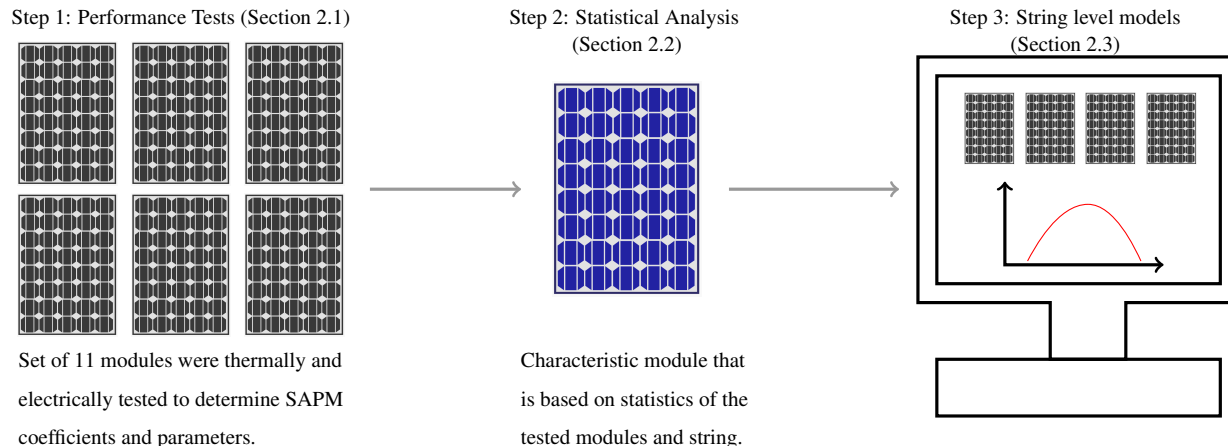 Step 1: Performance Tests (Section 2.1)
Step 2: Statistical Analysis
(Section 2.2)
Step 3: String level models
(Section 2.3)
Set of 11 modules were thermally and
electrically tested to determine SAPM
coefficients and parameters.
Characteristic module that
is based on statistics of the
tested modules and string.